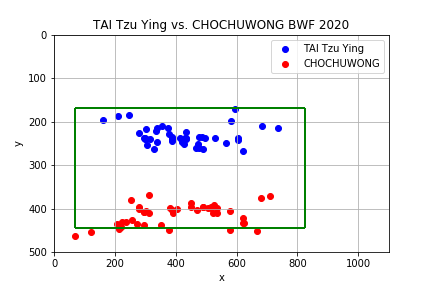 TAI Tzu Ying vs. CHOCHUWONG BWF 2020
TAI Tzu Ying
CHOCHUWONG
0
100
200
300
400
500
y
0 200 400 600 800 1000
x